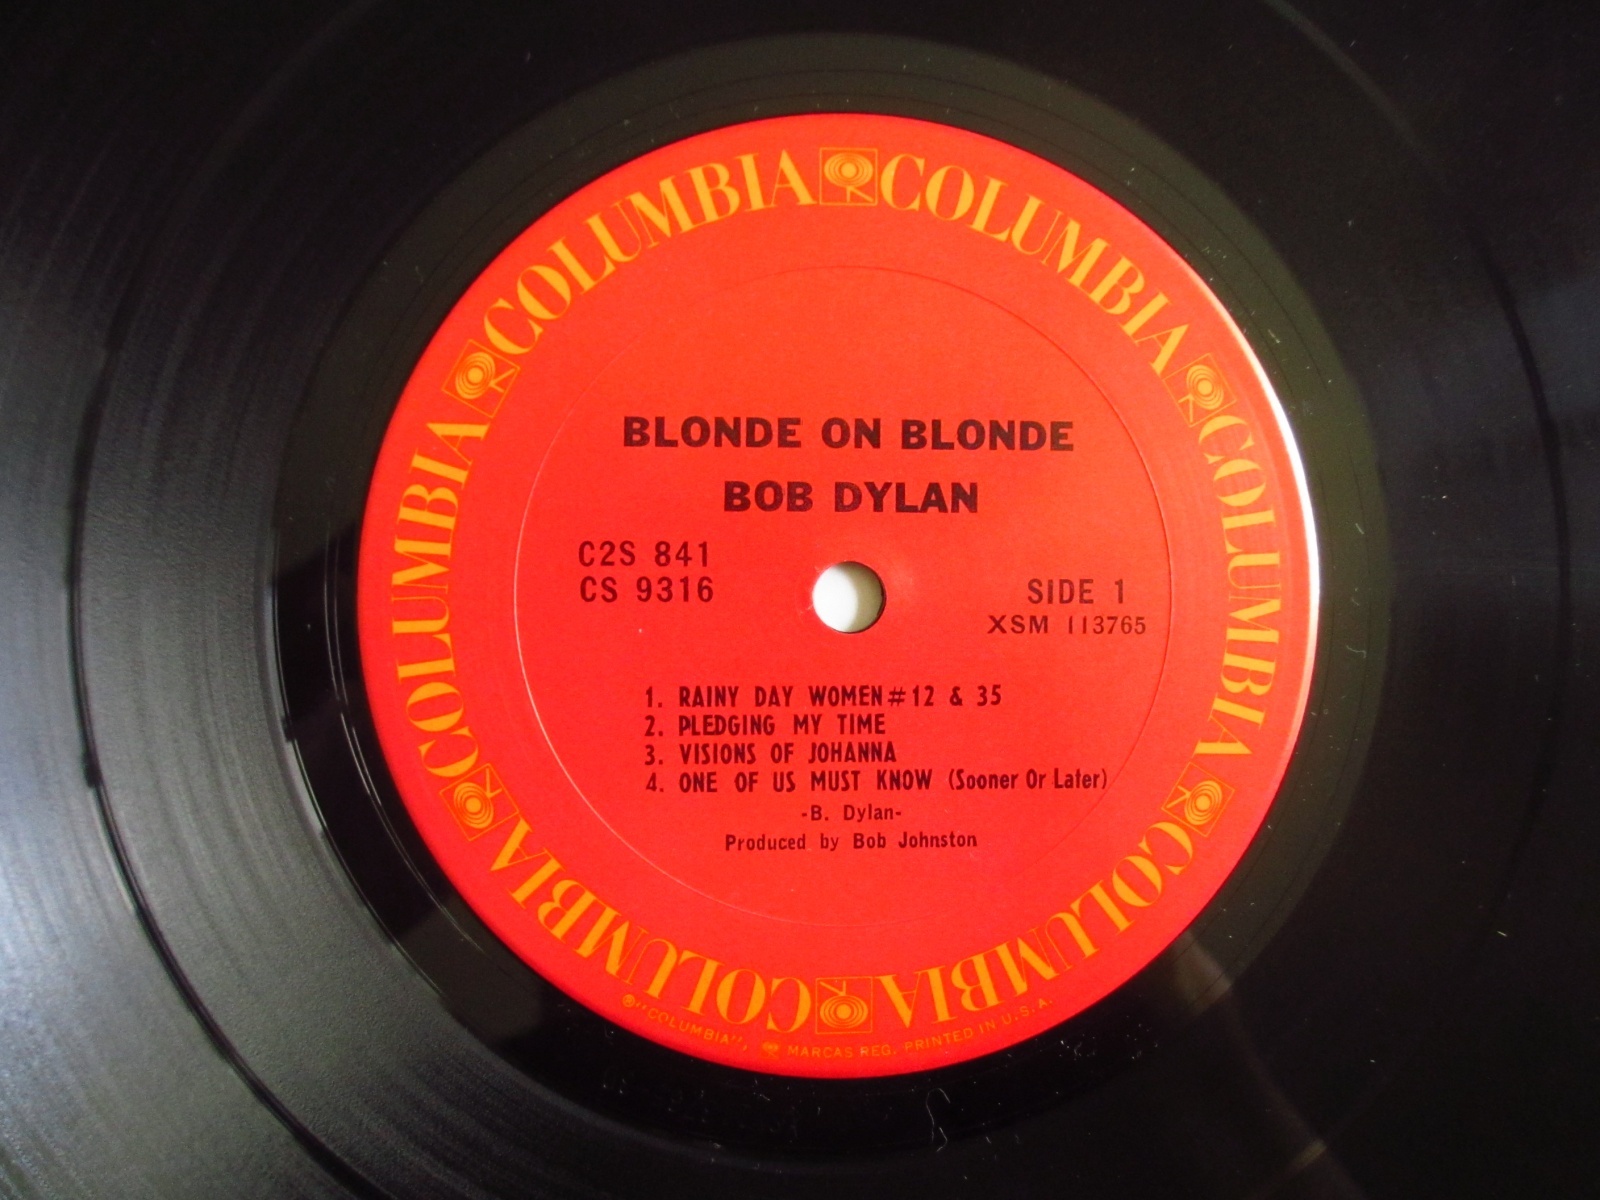 COLUMBIA COLUMBIA COLUMBIA COLUMBIA COLUMBIA COLUMBIA
BLONDE ON BLONDE
BOB DYLAN
C2S 841
CS 9316
SIDE 1
XSM 113765
1. RAINY DAY WOMEN #12 & 35
2. PLEDGING MY TIME
3. VISIONS OF JOHANNA
4. ONE OF US MUST KNOW (Sooner Or Later)
-B. Dylan-
Produced by Bob Johnston
® "COLUMBIA", MARCAS REG. PRINTED IN U.S.A.